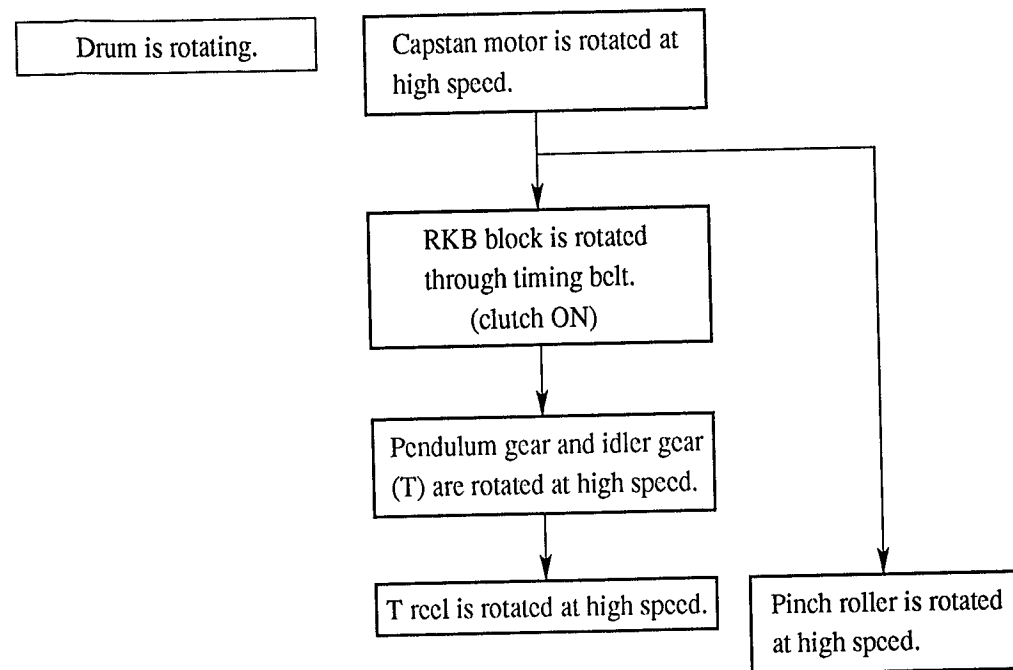 Drum is rotating.
Capstan motor is rotated at
high speed.
RKB block is rotated
through timing belt.
(clutch ON)
Pendulum gear and idler gear
(T) are rotated at high speed.
T reel is rotated at high speed.
Pinch roller is rotated
at high speed.